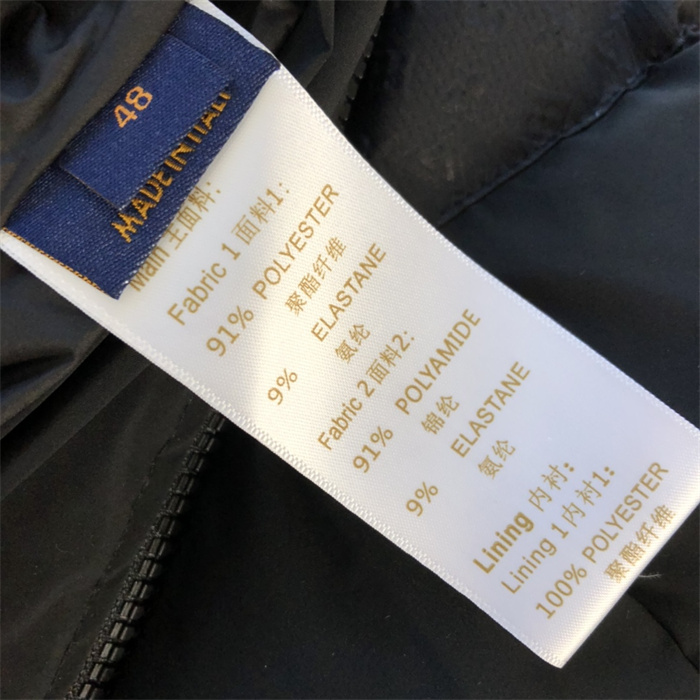 48
MADE IN ITALY
Main 主面料:
Fabric 1 面料1:
91% POLYESTER
聚酯纤维
9% ELASTANE
氨纶
Fabric 2 面料2:
91% POLYAMIDE
锦纶
9% ELASTANE
氨纶
Lining 内衬:
Lining 1 内衬1:
100% POLYESTER
聚酯纤维